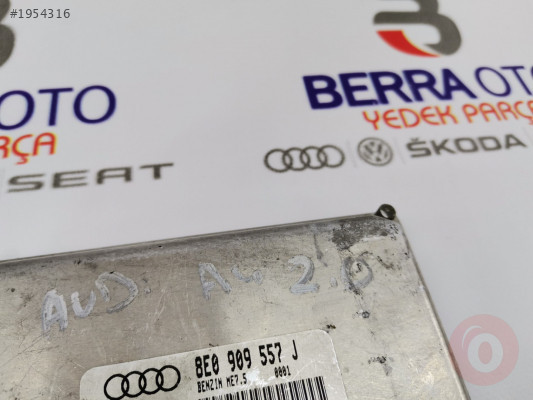 #1954316
BERRA OTO
YEDEK PARÇA
ŠKODA
OTO
PARÇA
SEAT
AUD. A4 2.0
8E0 909 557 J
BENZIN ME7.5
0001